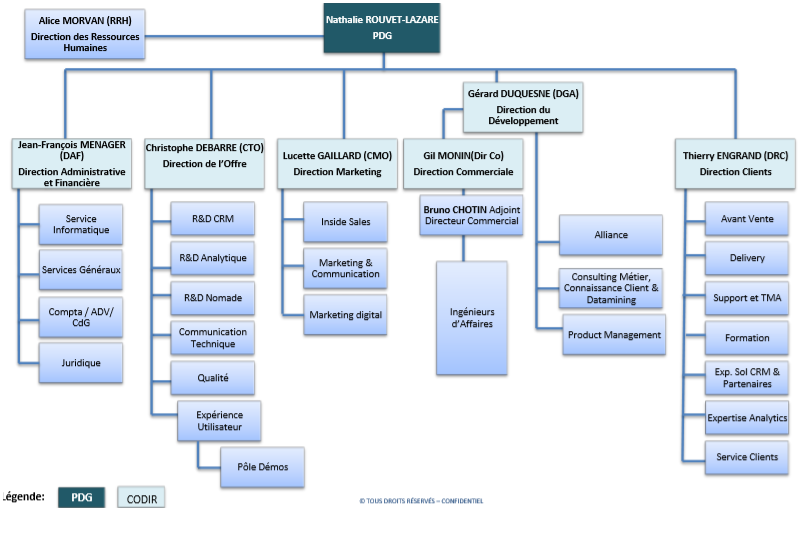 Alice MORVAN (RRH)
Direction des Ressources
Humaines
Nathalie ROUVET-LAZARE
PDG
Gérard DUQUESNE (DGA)
Direction du
Développement
Jean-François MENAGER
(DAF)
Direction Administrative
et Financière
Service
Informatique
Services Généraux
Compta / ADV/
CdG
Juridique
Christophe DEBARRE (CTO)
Direction de l'Offre
R&D CRM
R&D Analytique
R&D Nomade
Communication
Technique
Qualité
Expérience
Utilisateur
Pôle Démos
Lucette GAILLARD (CMO)
Direction Marketing
Inside Sales
Marketing &
Communication
Marketing digital
Gil MONIN(Dir Co)
Direction Commerciale
Bruno CHOTIN Adjoint
Directeur Commercial
Ingénieurs
d'Affaires
Alliance
Consulting Métier,
Connaissance Client &
Datamining
Product Management
Thierry ENGRAND (DRC)
Direction Clients
Avant Vente
Delivery
Support et TMA
Formation
Exp. Sol CRM &
Partenaires
Expertise Analytics
Service Clients
Légende:
PDG
CODIR
© TOUS DROITS RÉSERVÉS – CONFIDENTIEL